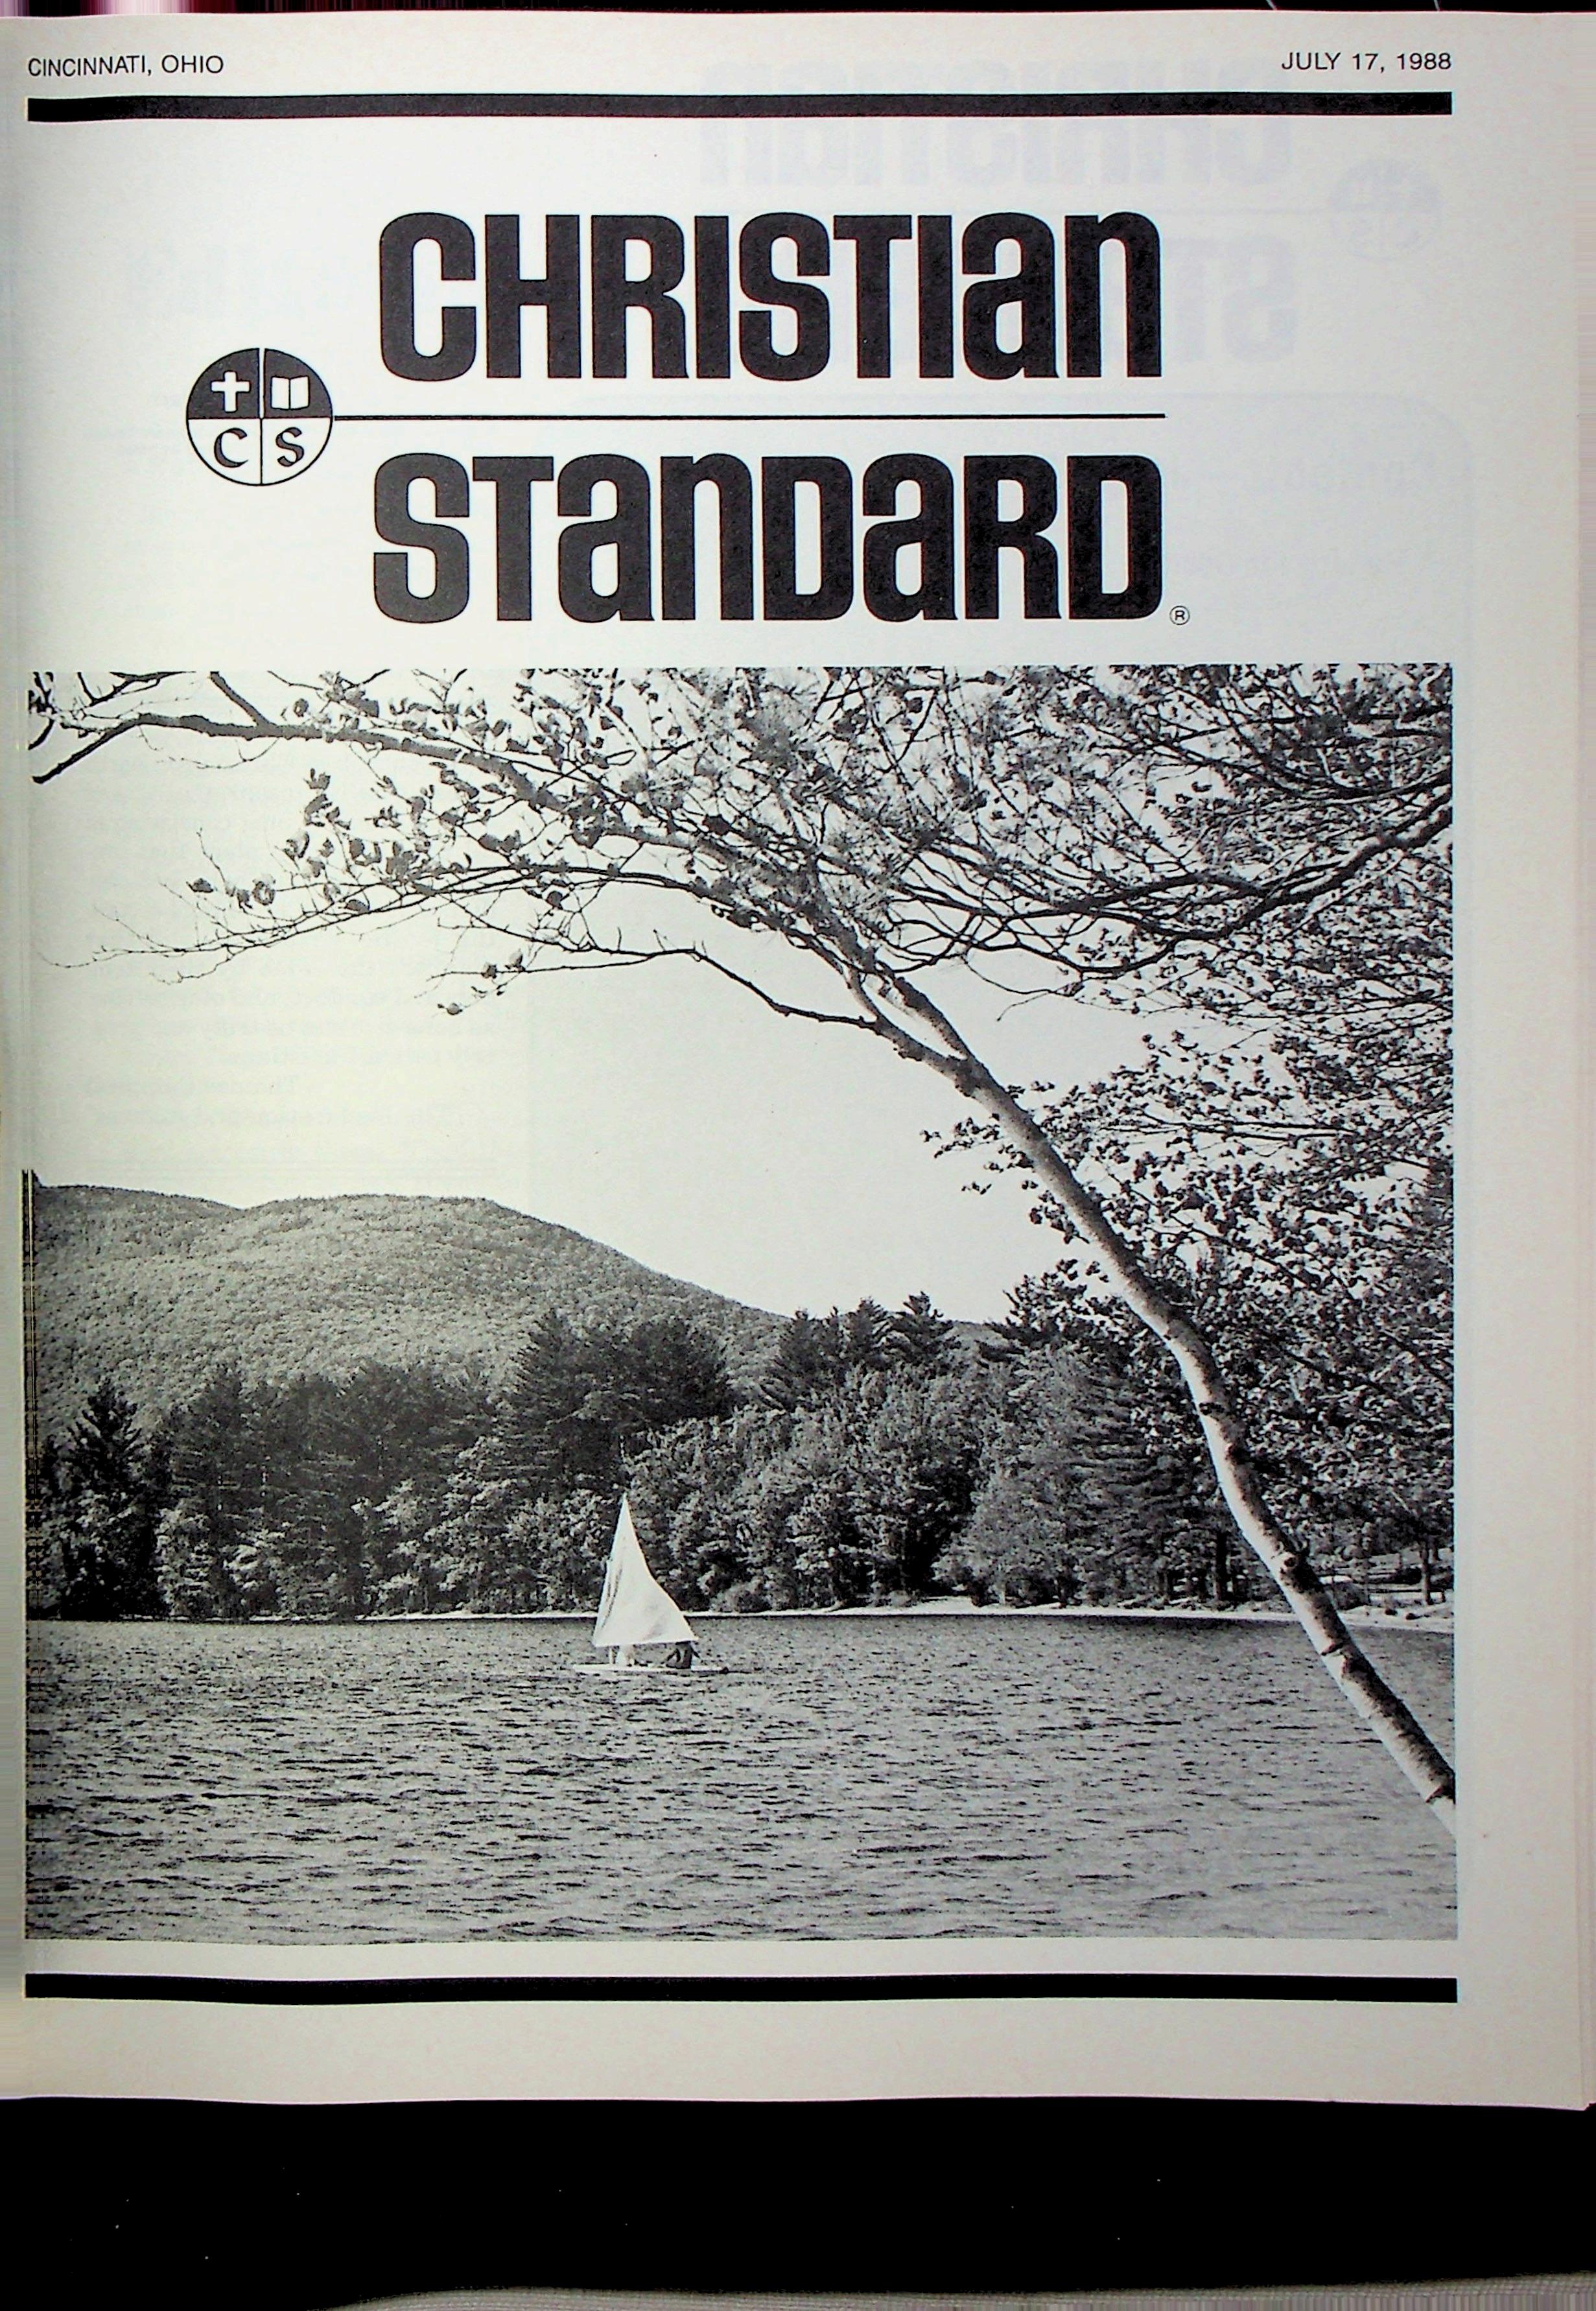 CINCINNATI, OHIO
JULY 17, 1988
CHRISTIAN
C S
STANDARD®